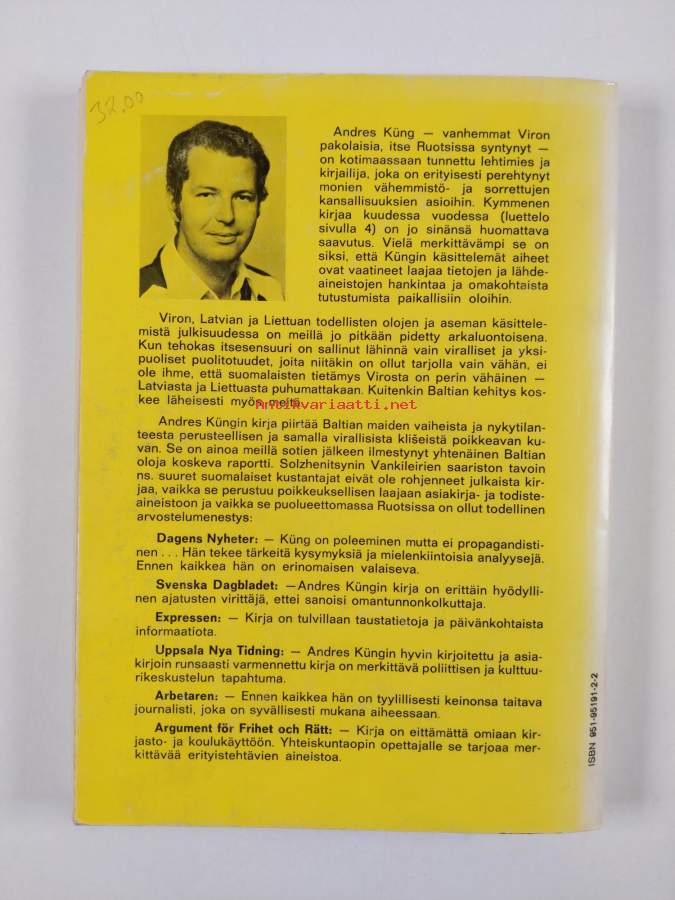 32.00
Andres Küng — vanhemmat Viron
pakolaisia, itse Ruotsissa syntynyt —
on kotimaassaan tunnettu lehtimies ja
kirjailija, joka on erityisesti perehtynyt
monien vähemmistö- ja sorrettujen
kansallisuuksien asioihin. Kymmenen
kirjaa kuudessa vuodessa (luettelo
sivulla 4) on jo sinänsä huomattava
saavutus. Vielä merkittävämpi se on
siksi, että Küngin käsittelemät aiheet
ovat vaatineet laajaa tietojen ja lähde-
aineistojen hankintaa ja omakohtaista
tutustumista paikallisiin oloihin.
Viron, Latvian ja Liettuan todellisten olojen ja aseman käsittele-
mistä julkisuudessa on meillä jo pitkään pidetty arkaluontoisena.
Kun tehokas itsesensuuri on sallinut lähinnä vain viralliset ja yksi-
puoliset puolitotuudet, joita niitäkin on ollut tarjolla vain vähän, ei
ole ihme, että suomalaisten tietämys Virosta on perin vähäinen —
Latviasta ja Liettuasta puhumattakaan. Kuitenkin Baltian kehitys kos-
kee läheisesti myös meitä.
Antikvariaatti.net
Andres Küngin kirja piirtää Baltian maiden vaiheista ja nykytilan-
teesta perusteellisen ja samalla virallisista kliseistä poikkeavan ku-
van. Se on ainoa meillä sotien jälkeen ilmestynyt yhtenäinen Baltian
oloja koskeva raportti. Solzhenitsynin Vankileirien saariston tavoin
ns. suuret suomalaiset kustantajat eivät ole rohjenneet julkaista kir-
jaa, vaikka se perustuu poikkeuksellisen laajaan asiakirja- ja todiste-
aineistoon ja vaikka se puolueettomassa Ruotsissa on ollut todellinen
arvostelumenestys:
Dagens Nyheter: — Küng on poleeminen mutta ei propagandisti-
nen . . . Hän tekee tärkeitä kysymyksiä ja mielenkiintoisia analyysejä.
Ennen kaikkea hän on erinomaisen valaiseva.
Svenska Dagbladet: —Andres Küngin kirja on erittäin hyödylli-
nen ajatusten virittäjä, ettei sanoisi omantunnonkolkuttaja.
Expressen: — Kirja on tulvillaan taustatietoja ja päivänkohtaista
informaatiota.
Uppsala Nya Tidning: — Andres Küngin hyvin kirjoitettu ja asia-
kirjoin runsaasti varmennettu kirja on merkittävä poliittisen ja kulttuu-
rikeskustelun tapahtuma.
Arbetaren: — Ennen kaikkea hän on tyylillisesti keinonsa taitava
journalisti, joka on syvällisesti mukana aiheessaan.
Argument för Frihet och Rätt: — Kirja on eittämättä omiaan kir-
jasto- ja koulukäyttöön. Yhteiskuntaopin opettajalle se tarjoaa mer-
kittävää erityistehtävien aineistoa.
ISBN 951-95191-2-2